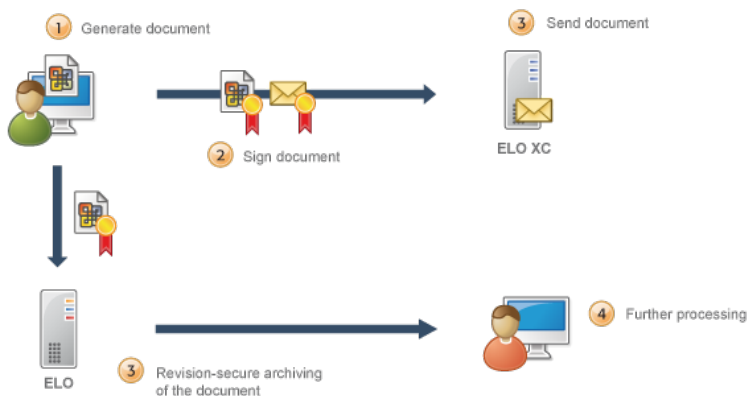 1 Generate document
3 Send document
2 Sign document
ELO XC
4 Further processing
ELO
3 Revision-secure archiving
of the document